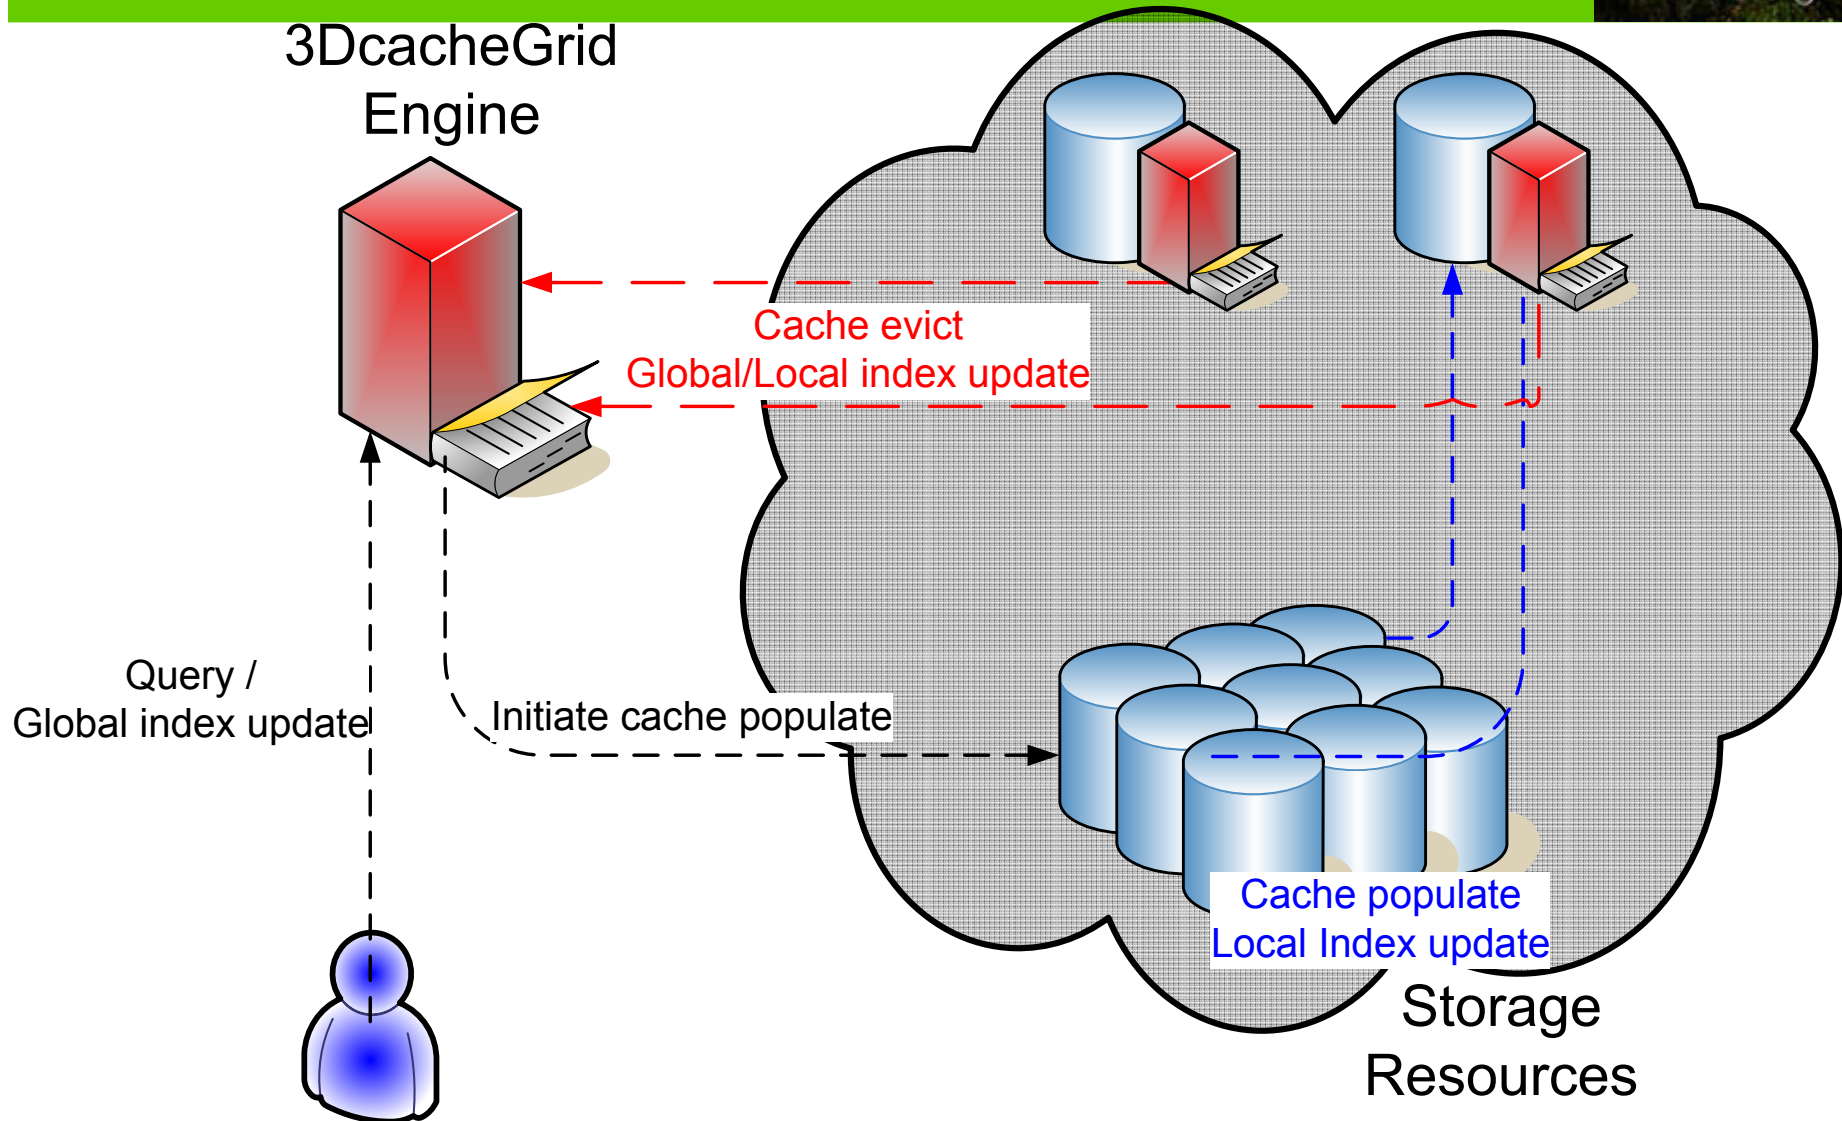 3DcacheGrid
Engine
Cache evict
Global/Local index update
Query /
Global index update
Initiate cache populate
Cache populate
Local Index update
Storage
Resources